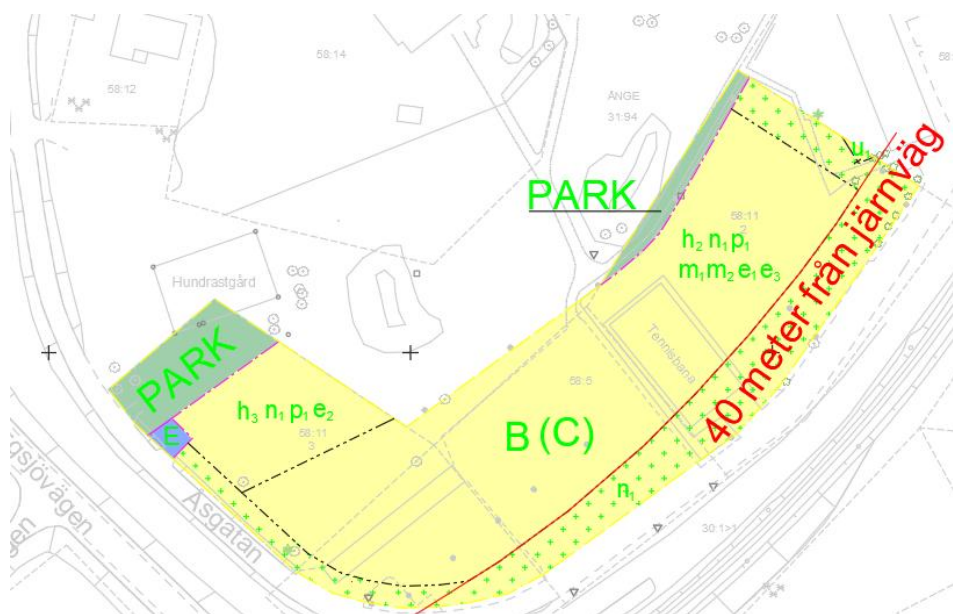 58:14
58:12
ÅNGE
31:94
PARK
u₁
58:11
2
h₂ n₁ p₁
m₁ m₂ e₁ e₃
40 meter från järnväg
Hundrastgård
PARK
Tennisbana
58:5
h₃ n₁ p₁ e₂
58:11
3
E
B (C)
n₁
Åsgatan
gsjövägen
30:1>1